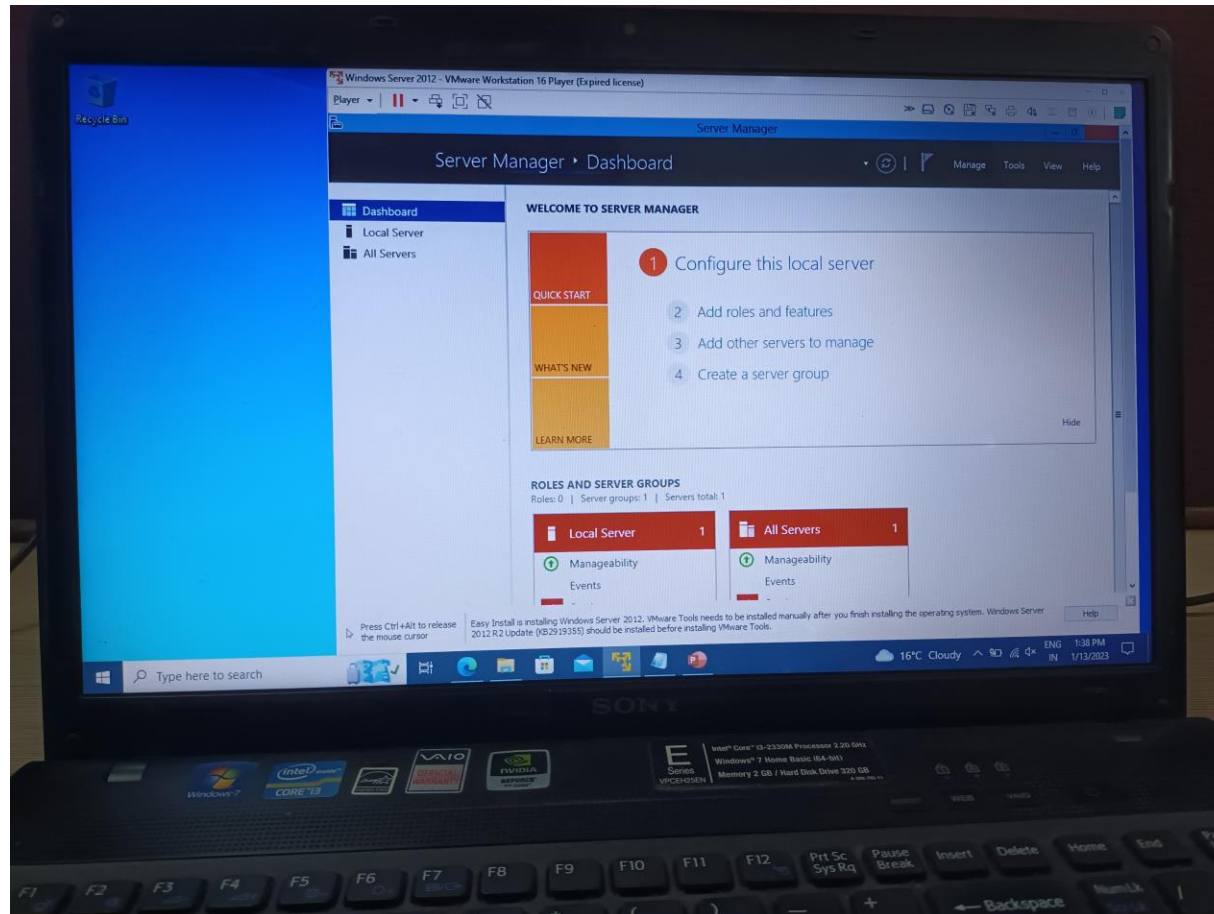 Recycle Bin
Windows Server 2012 - VMware Workstation 16 Player (Expired license)
Player
Server Manager
Server Manager • Dashboard
Manage Tools View Help
Dashboard
Local Server
All Servers
WELCOME TO SERVER MANAGER
QUICK START
WHAT'S NEW
LEARN MORE
1 Configure this local server
2 Add roles and features
3 Add other servers to manage
4 Create a server group
Hide
ROLES AND SERVER GROUPS
Roles: 0 | Server groups: 1 | Servers total: 1
Local Server 1
Manageability
Events
All Servers 1
Manageability
Events
Press Ctrl+Alt to release
the mouse cursor
Easy Install is installing Windows Server 2012. VMware Tools needs to be installed manually after you finish installing the operating system. Windows Server
2012 R2 Update (KB2919355) should be installed before installing VMware Tools.
Help
Type here to search
16°C Cloudy
ENG
IN
1:38 PM
1/13/2023
SONY
Windows 7
intel
CORE i3
VAIO
OFFICIAL
WARRANTY
NVIDIA
GEFORCE
E
Series
VPCEH25EN
Intel® Core™ i3-2330M Processor 2.20 GHz
Windows® 7 Home Basic (64-bit)
Memory 2 GB / Hard Disk Drive 320 GB
WEB
VAIO
F1 F2 F3 F4 F5 F6 F7 F8 F9 F10 F11 F12
Prt Sc
Sys Rq
Pause
Break
Insert
Delete
Home
End
Backspace
Num Lk